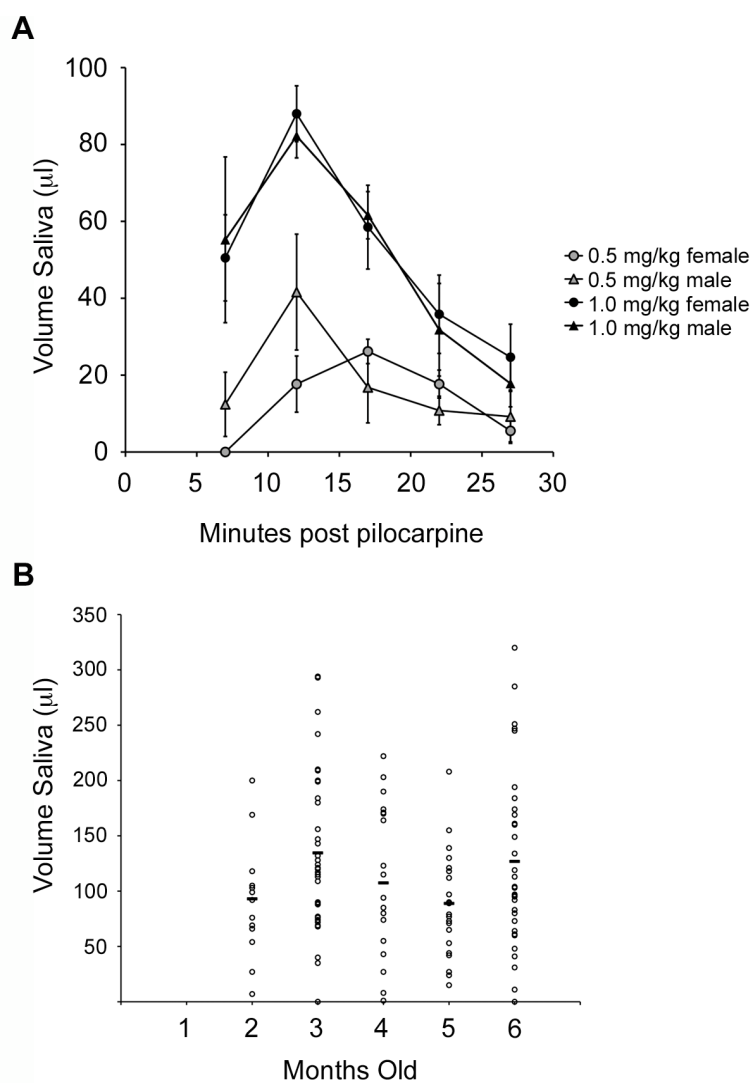 A
100
80
60
40
20
0
Volume Saliva (µl)
0 5 10 15 20 25 30
Minutes post pilocarpine
0.5 mg/kg female
0.5 mg/kg male
1.0 mg/kg female
1.0 mg/kg male
B
350
300
250
200
150
100
50
Volume Saliva (µl)
1 2 3 4 5 6
Months Old